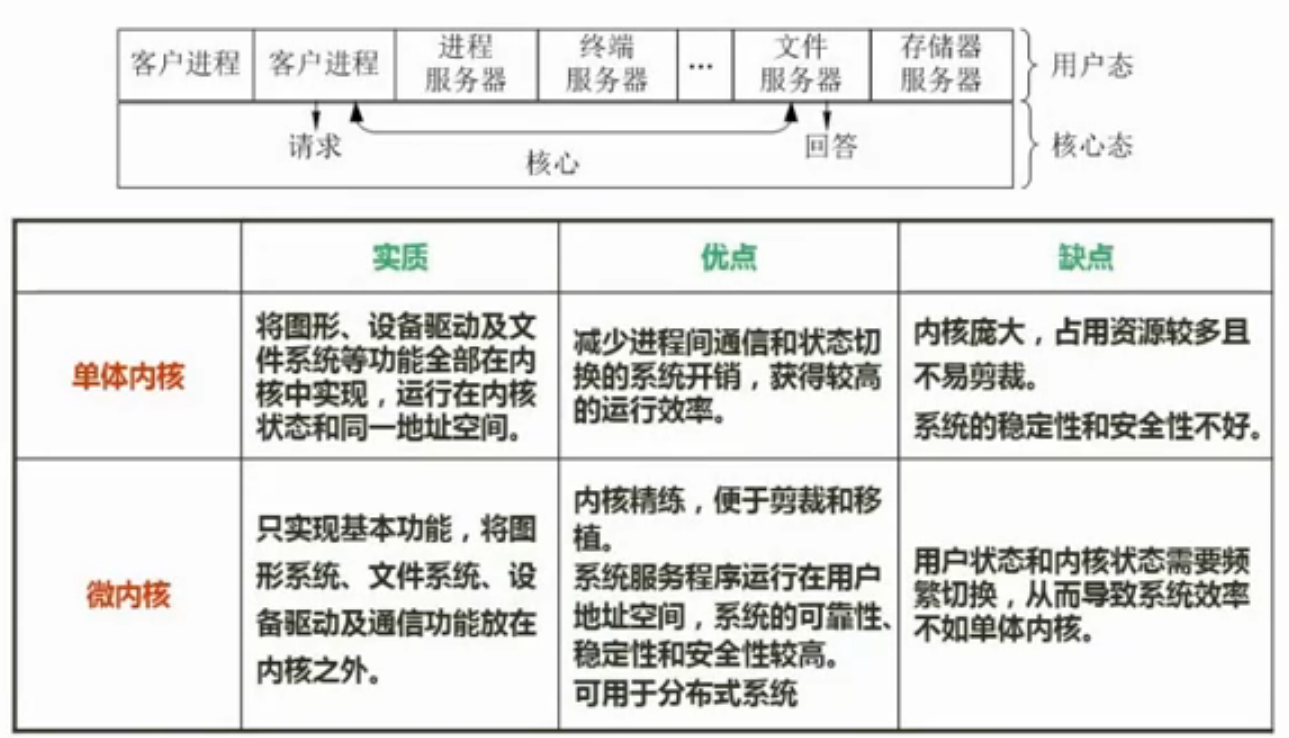 客户进程 客户进程 进程服务器 终端服务器 … 文件服务器 存储器服务器 用户态
请求 核心 回答 核心态
实质 优点 缺点
单体内核
将图形、设备驱动及文
件系统等功能全部在内
核中实现，运行在内核
状态和同一地址空间。
减少进程间通信和状态切
换的系统开销，获得较高
的运行效率。
内核庞大，占用资源较多且
不易剪裁。
系统的稳定性和安全性不好。
微内核
只实现基本功能，将图
形系统、文件系统、设
备驱动及通信功能放在
内核之外。
内核精练，便于剪裁和移
植。
系统服务程序运行在用户
地址空间，系统的可靠性、
稳定性和安全性较高。
可用于分布式系统
用户状态和内核状态需要频
繁切换，从而导致系统效率
不如单体内核。